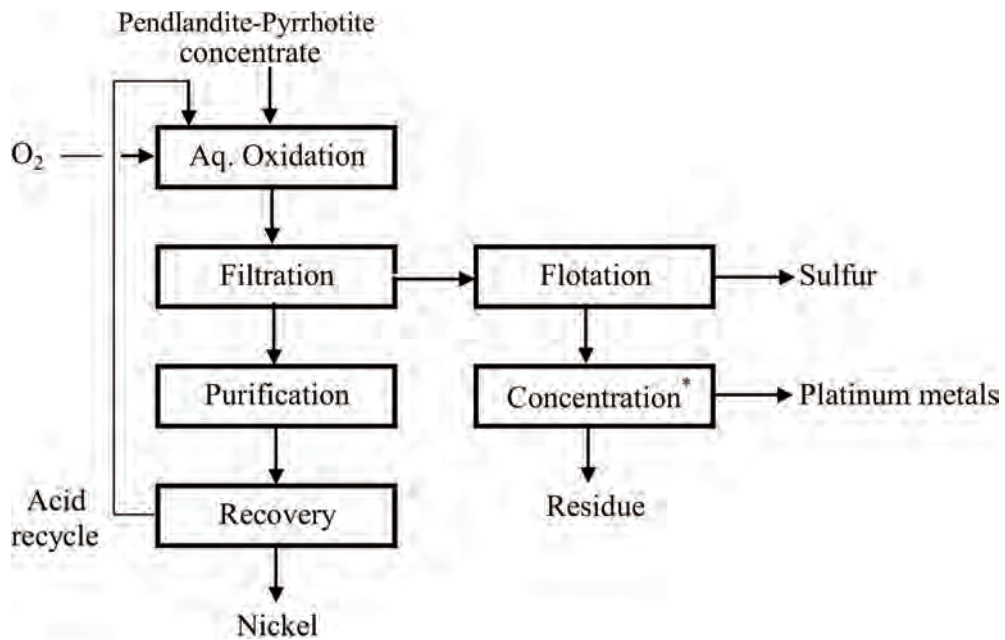 Pendlandite-Pyrrhotite
concentrate
O₂
Aq. Oxidation
Filtration
Flotation
Sulfur
Purification
Concentration*
Platinum metals
Acid
recycle
Recovery
Residue
Nickel